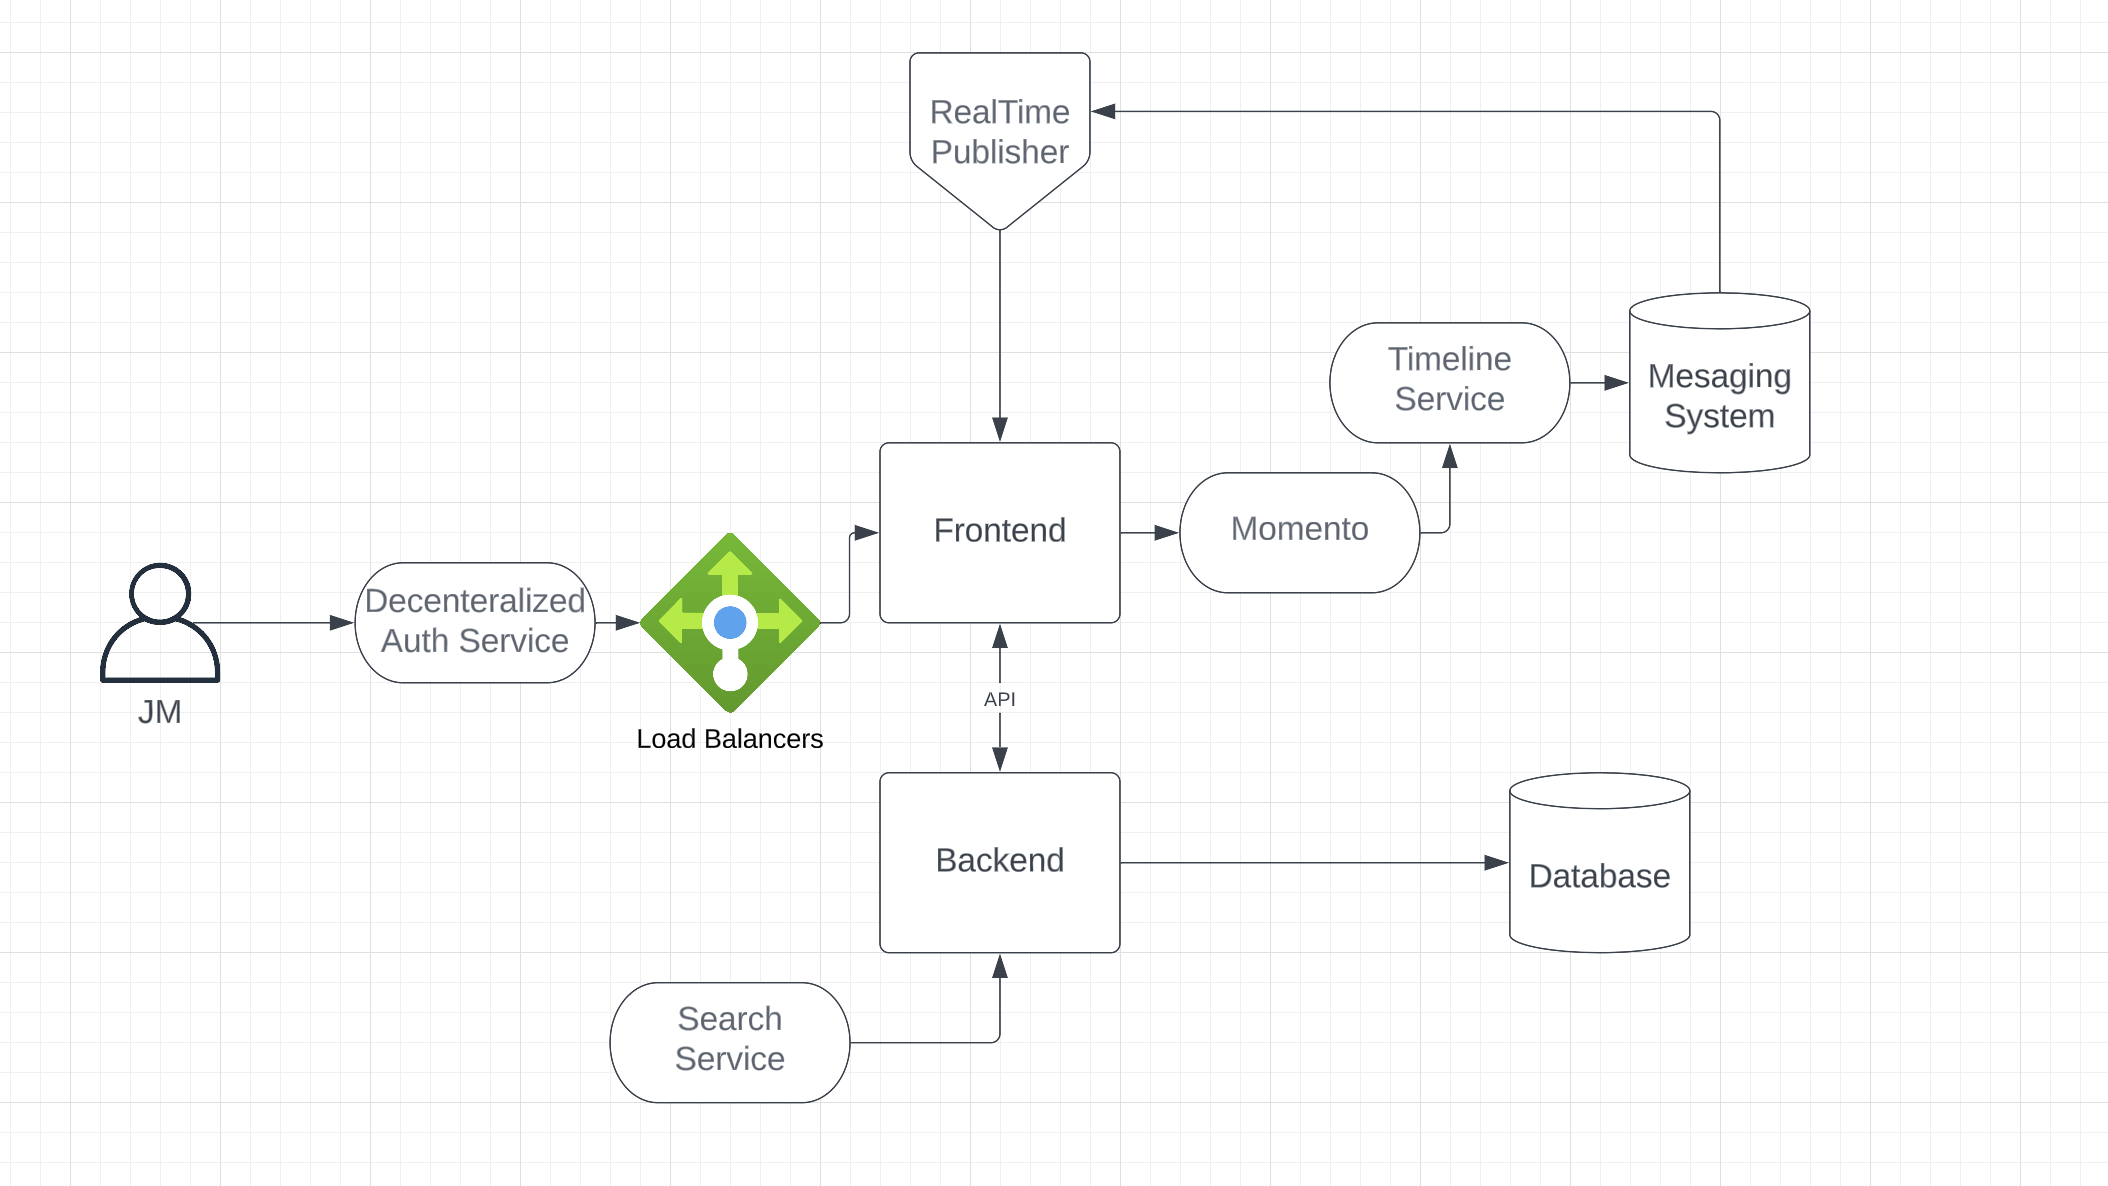 RealTime
Publisher
Timeline
Service
Mesaging
System
Frontend
Momento
Decenteralized
Auth Service
JM
Load Balancers
API
Backend
Database
Search
Service